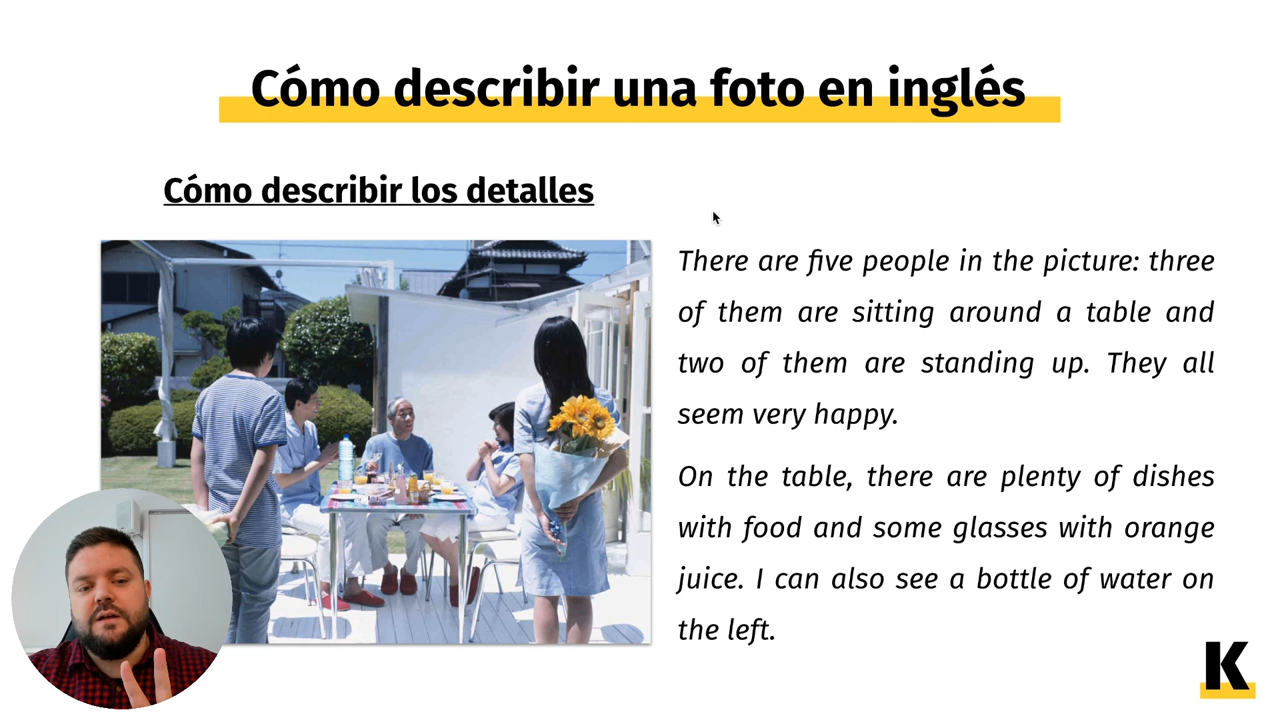 Cómo describir una foto en inglés
Cómo describir los detalles
There are five people in the picture: three
of them are sitting around a table and
two of them are standing up. They all
seem very happy.
On the table, there are plenty of dishes
with food and some glasses with orange
juice. I can also see a bottle of water on
the left.
K